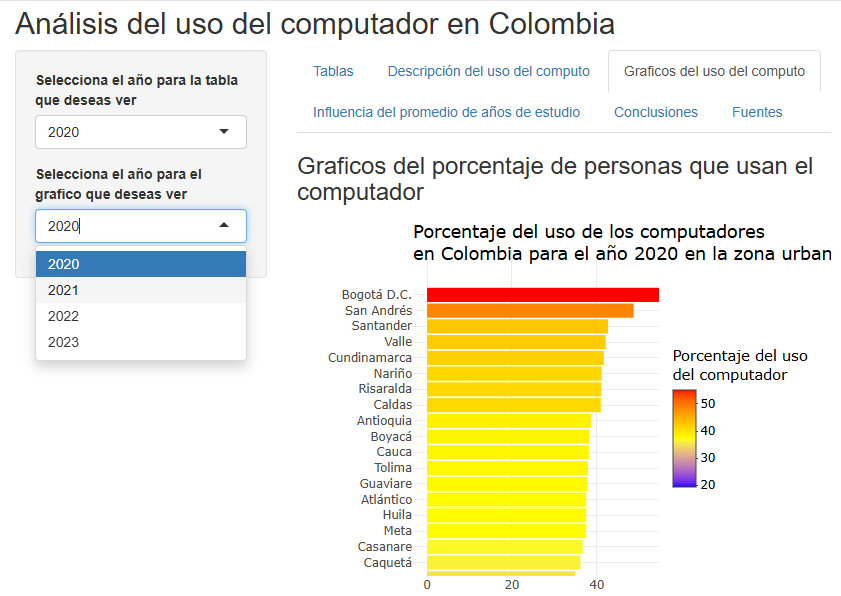 Análisis del uso del computador en Colombia
Selecciona el año para la tabla
que deseas ver
2020
Selecciona el año para el
grafico que deseas ver
2020
2020
2021
2022
2023
Tablas
Descripción del uso del computo
Graficos del uso del computo
Influencia del promedio de años de estudio
Conclusiones
Fuentes
Graficos del porcentaje de personas que usan el
computador
Porcentaje del uso de los computadores
en Colombia para el año 2020 en la zona urban
Bogotá D.C.
San Andrés
Santander
Valle
Cundinamarca
Nariño
Risaralda
Caldas
Antioquia
Boyacá
Cauca
Tolima
Guaviare
Atlántico
Huila
Meta
Casanare
Caquetá
0
20
40
Porcentaje del uso
del computador
50
40
30
20